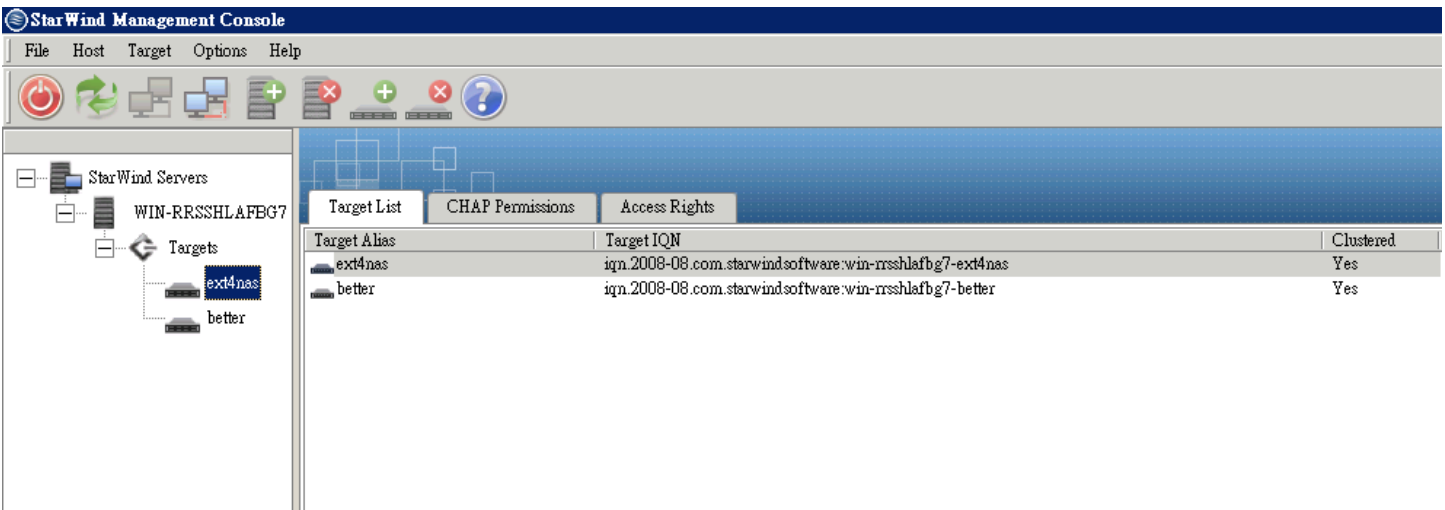 StarWind Management Console
File Host Target Options Help
StarWind Servers
WIN-RRSSHLAFBG7
Targets
ext4nas
better
Target List CHAP Permissions Access Rights
Target Alias Target IQN Clustered
ext4nas iqn.2008-08.com.starwindsoftware:win-rrsshlafbg7-ext4nas Yes
better iqn.2008-08.com.starwindsoftware:win-rrsshlafbg7-better Yes